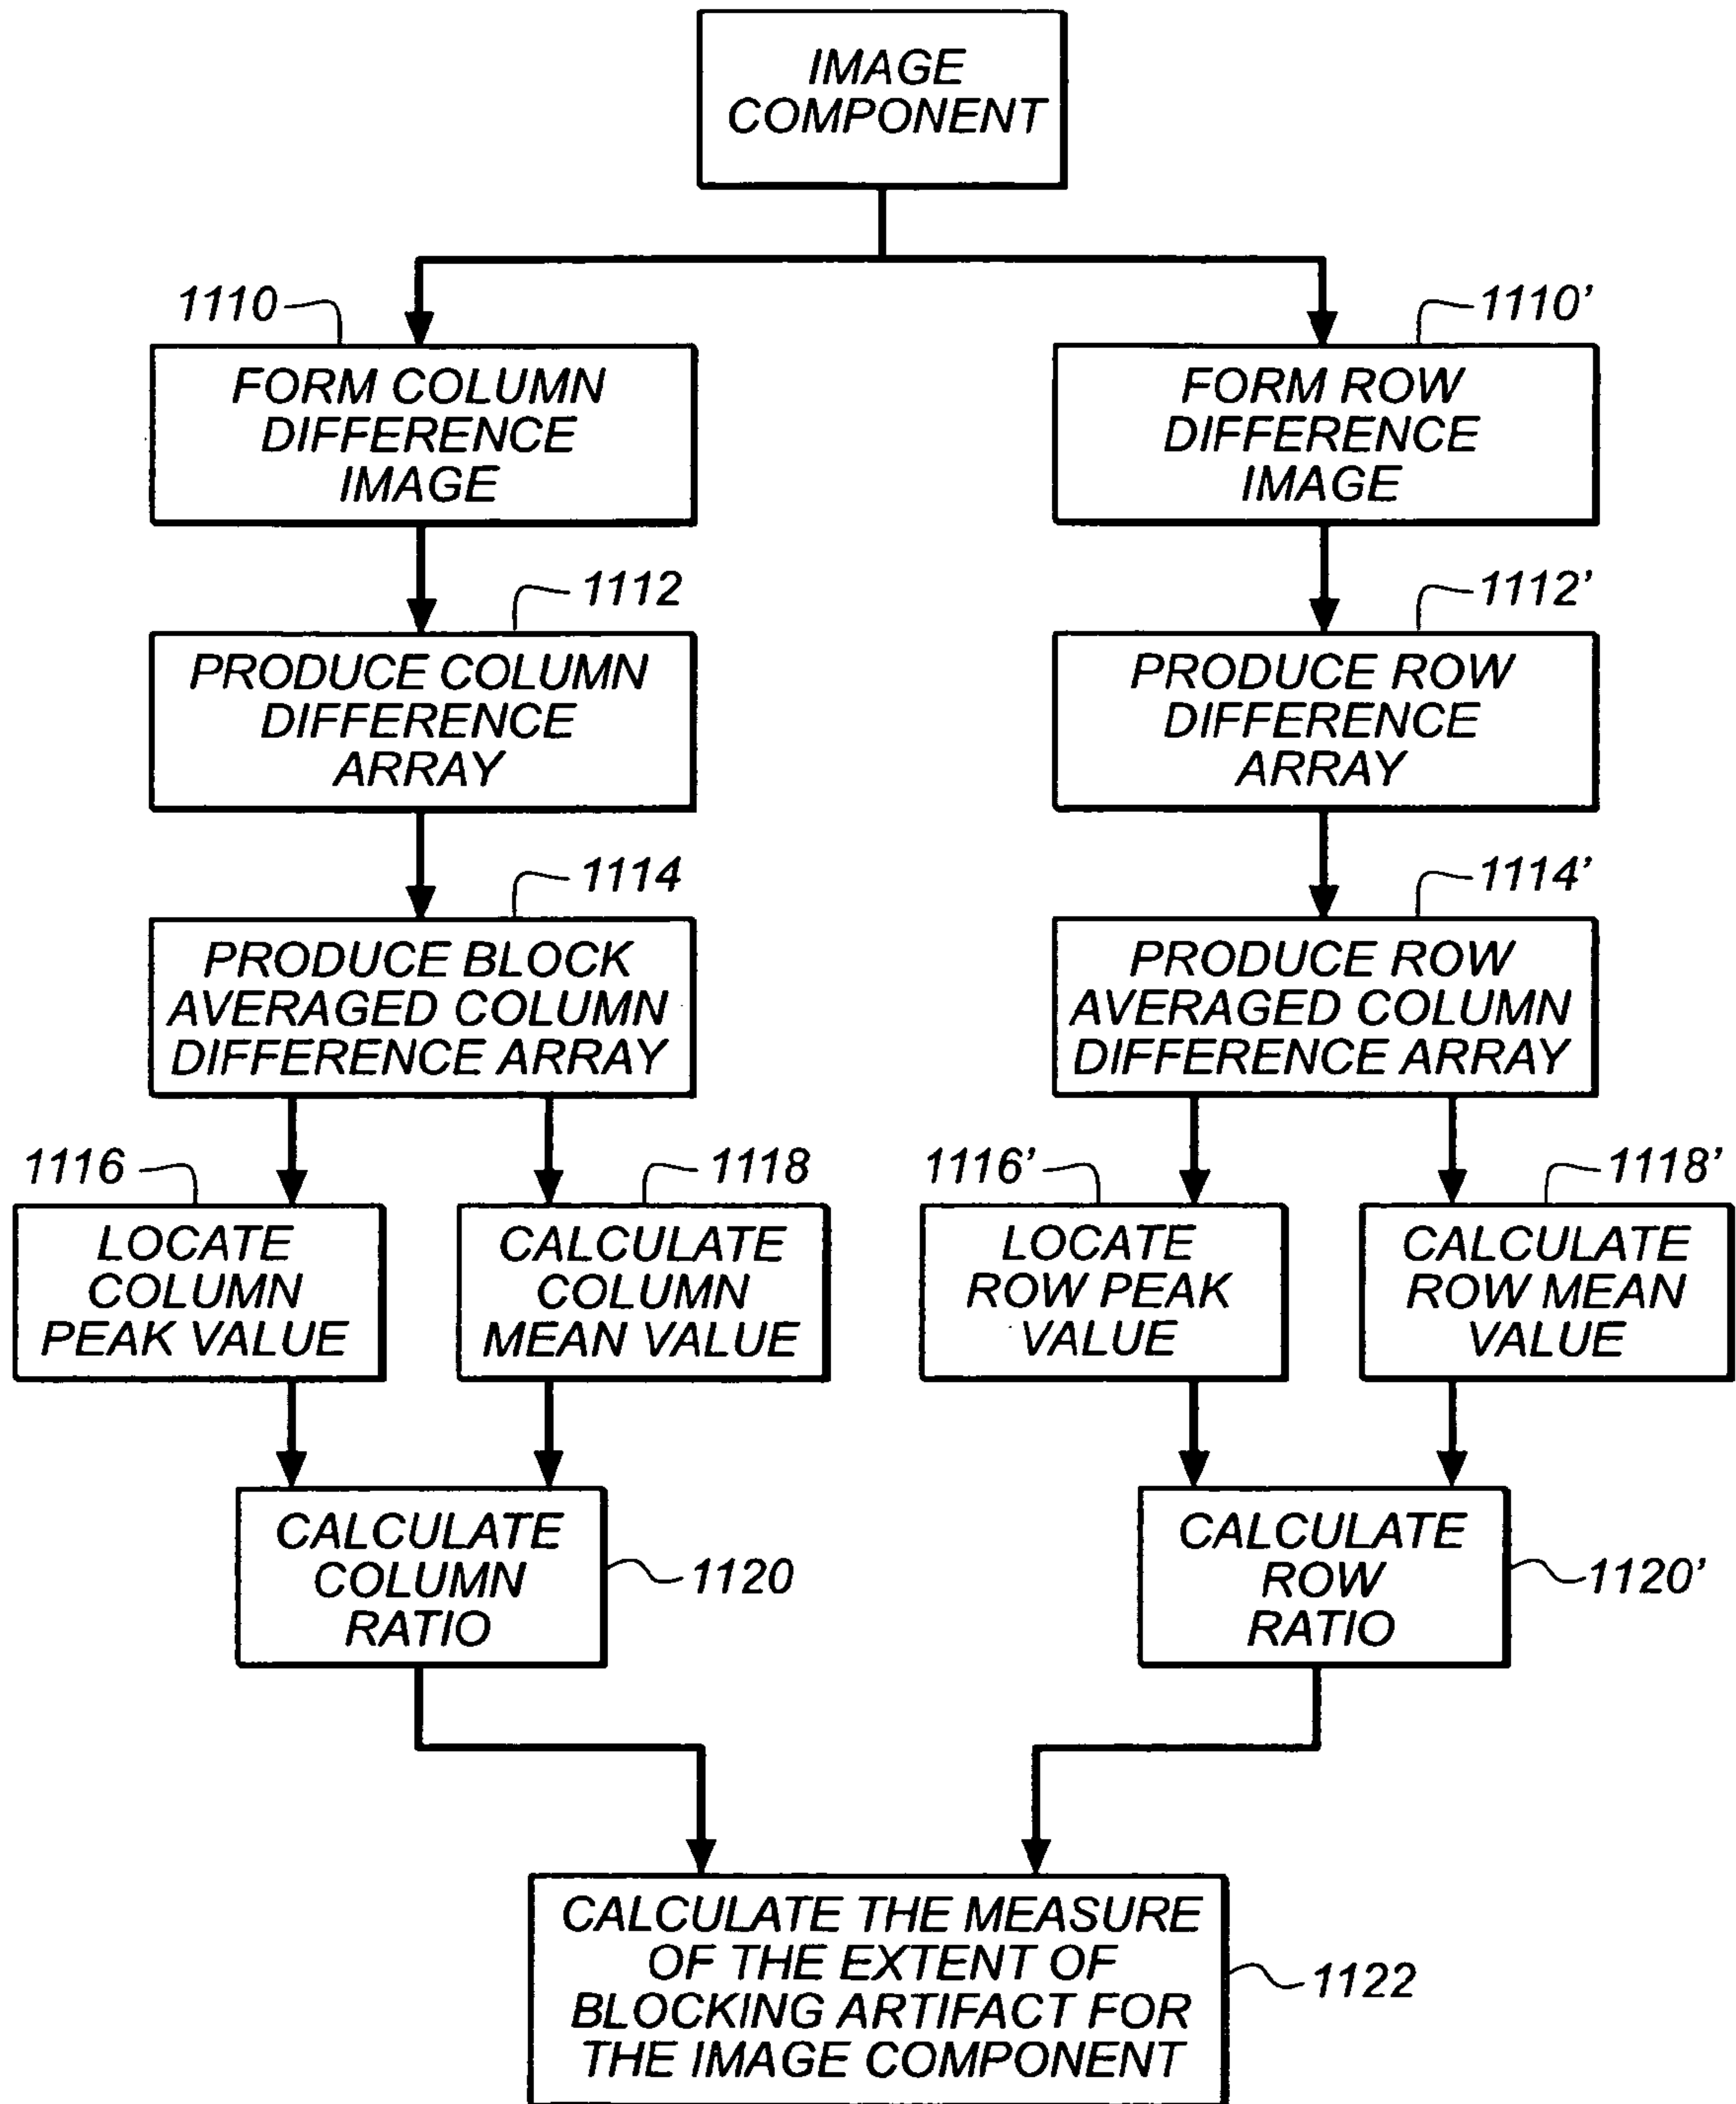 IMAGE
COMPONENT
1110
1110’
FORM COLUMN
DIFFERENCE
IMAGE
FORM ROW
DIFFERENCE
IMAGE
1112
1112’
PRODUCE COLUMN
DIFFERENCE
ARRAY
PRODUCE ROW
DIFFERENCE
ARRAY
1114
1114’
PRODUCE BLOCK
AVERAGED COLUMN
DIFFERENCE ARRAY
PRODUCE ROW
AVERAGED COLUMN
DIFFERENCE ARRAY
1116
1118
1116’
1118’
LOCATE
COLUMN
PEAK VALUE
CALCULATE
COLUMN
MEAN VALUE
LOCATE
ROW PEAK
VALUE
CALCULATE
ROW MEAN
VALUE
CALCULATE
COLUMN
RATIO
1120
CALCULATE
ROW
RATIO
1120’
CALCULATE THE MEASURE
OF THE EXTENT OF
BLOCKING ARTIFACT FOR
THE IMAGE COMPONENT
1122